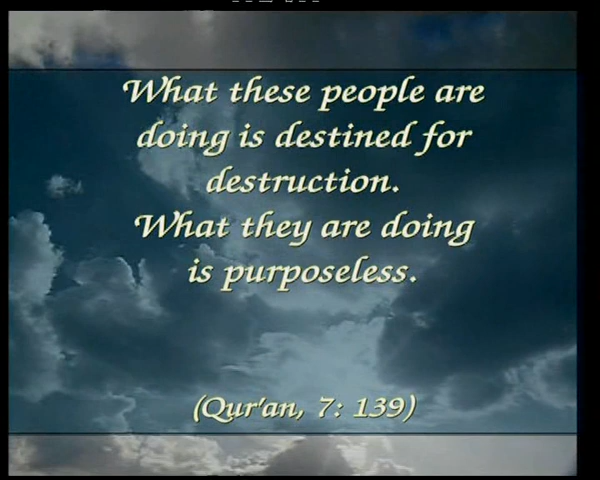 What these people are
doing is destined for
destruction.
What they are doing
is purposeless.
(Qur'an, 7: 139)